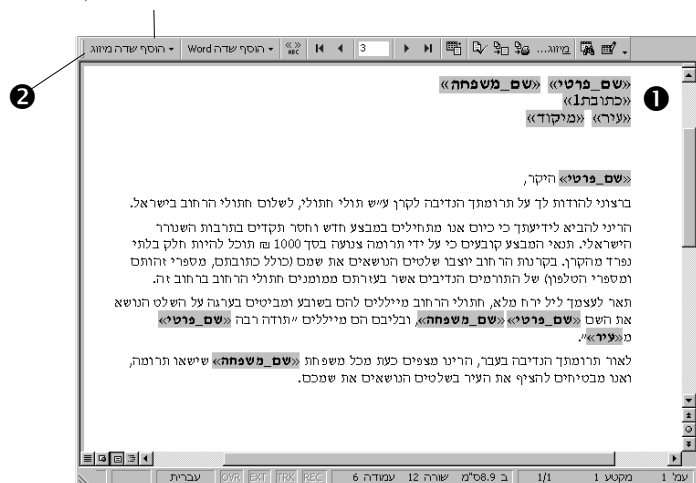 הוסף שדה מיזוג
הוסף שדה Word
« » ABC
3
מיזוג...
❷
❶
«שם_פרטי» «שם_משפחה»
«כתובת1»
«עיר» «מיקוד»
«שם_פרטי» היקר,
ברצוני להודות לך על תרומתך הנדיבה לקרן ע״ש תולי חתולי, לשלום חתולי הרחוב בישראל.
הריני להביא לידיעתך כי כיום אנו מתחילים במבצע חדש וחסר תקדים בתרבות השנורר
הישראלי. תנאי המבצע קובעים כי על ידי תרומה צנועה בסך 1000 ₪ תוכל להיות חלק בלתי
נפרד מהקרן. בקרנות הרחוב יוצבו שלטים הנושאים את שמם (כולל כתובתם, מספרי זהותם
ומספרי הטלפון) של התורמים הנדיבים אשר בעזרתם ממומנים חתולי הרחוב ברחוב זה.
תאר לעצמך ליל ירח מלא, חתולי הרחוב מייללים להם בשובע ומביטים בערגה על השלט הנושא
את השם «שם_פרטי» «שם_משפחה», ובליבם הם מייללים ״תודה רבה «שם_פרטי»
מ«עיר»״.
לאור תרומתך הנדיבה בעבר, הרינו מצפים כעת מכל משפחת «שם_משפחה» שישאו תרומה,
ואנו מבטיחים להציף את העיר בשלטים הנושאים את שמכם.
עמ' 1 מקטע 1 1/1 ב 8.9ס"מ שורה 12 עמודה 6 REC TRK EXT OVR עברית